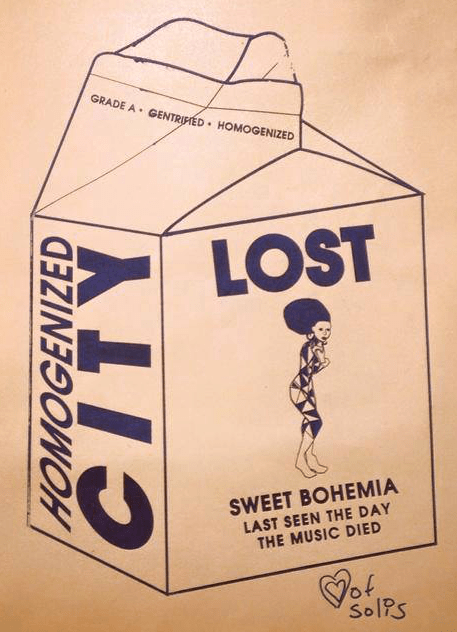 GRADE A • GENTRIFIED • HOMOGENIZED
HOMOGENIZED
CITY
LOST
SWEET BOHEMIA
LAST SEEN THE DAY
THE MUSIC DIED
of
solis